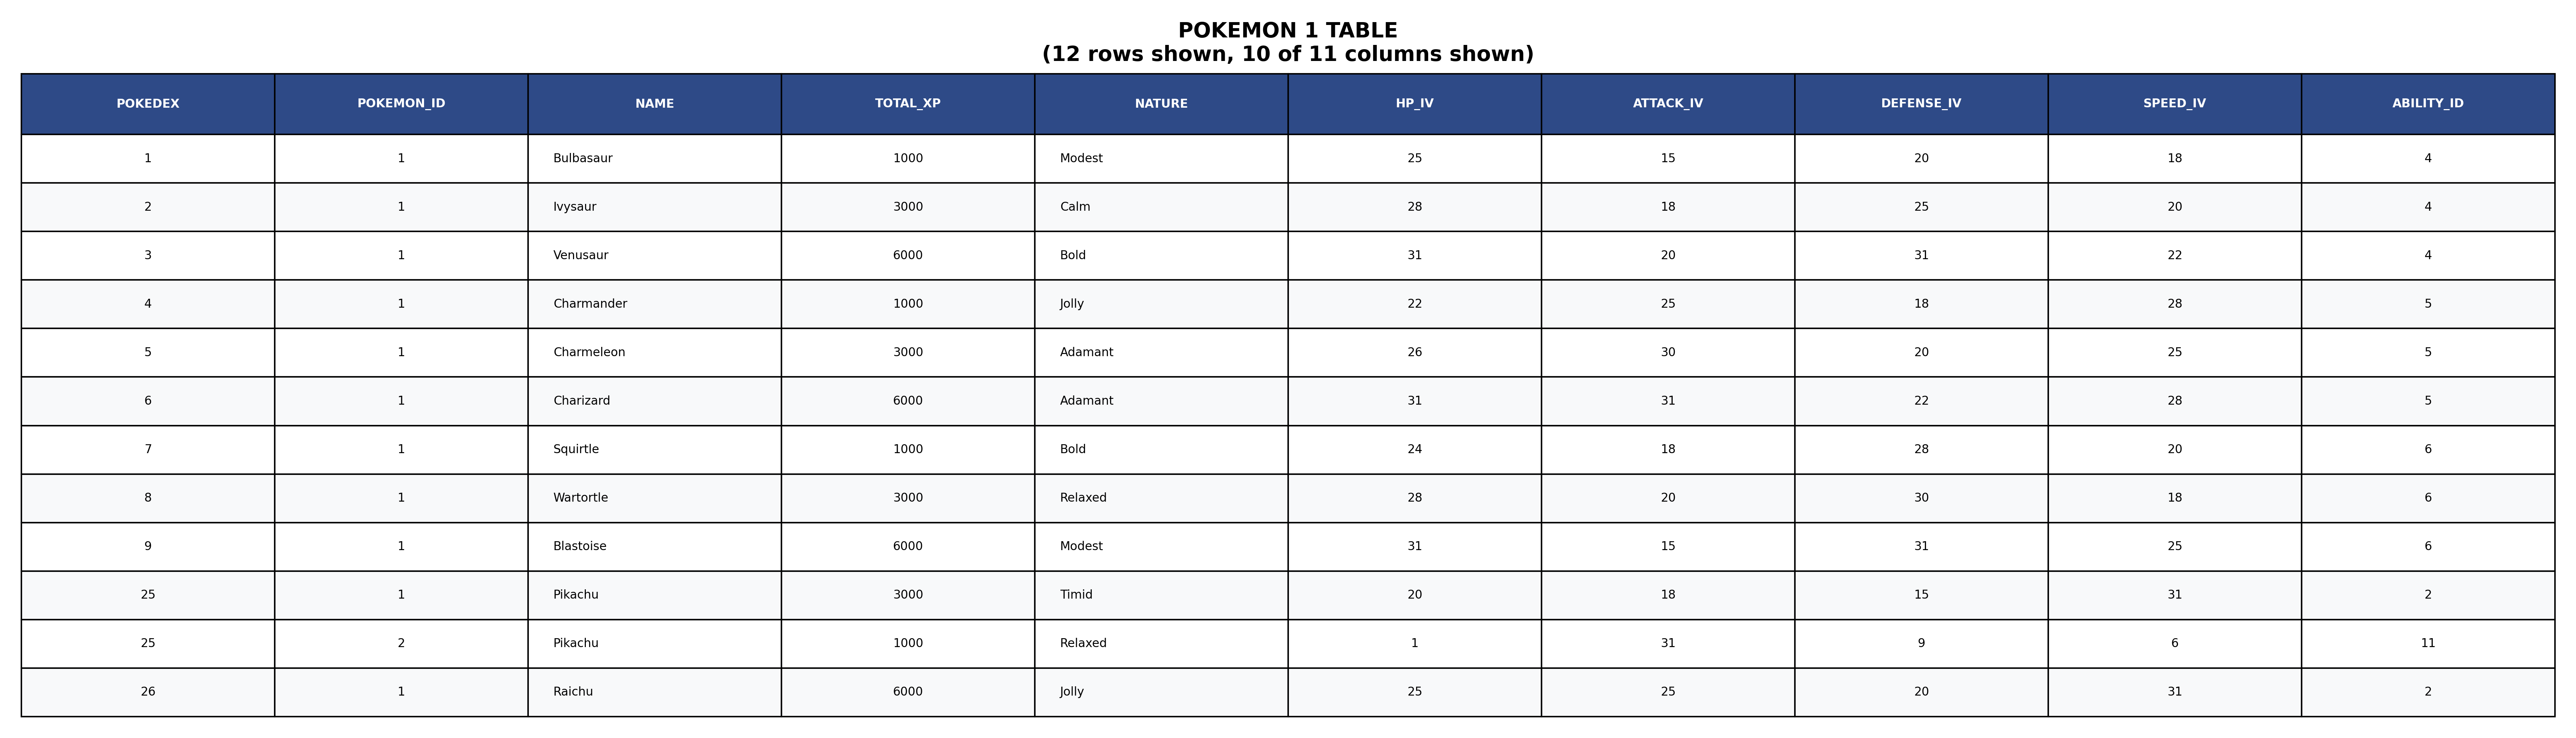 POKEMON 1 TABLE
(12 rows shown, 10 of 11 columns shown)
POKEDEX POKEMON_ID NAME TOTAL_XP NATURE HP_IV ATTACK_IV DEFENSE_IV SPEED_IV ABILITY_ID
1 1 Bulbasaur 1000 Modest 25 15 20 18 4
2 1 Ivysaur 3000 Calm 28 18 25 20 4
3 1 Venusaur 6000 Bold 31 20 31 22 4
4 1 Charmander 1000 Jolly 22 25 18 28 5
5 1 Charmeleon 3000 Adamant 26 30 20 25 5
6 1 Charizard 6000 Adamant 31 31 22 28 5
7 1 Squirtle 1000 Bold 24 18 28 20 6
8 1 Wartortle 3000 Relaxed 28 20 30 18 6
9 1 Blastoise 6000 Modest 31 15 31 25 6
25 1 Pikachu 3000 Timid 20 18 15 31 2
25 2 Pikachu 1000 Relaxed 1 31 9 6 11
26 1 Raichu 6000 Jolly 25 25 20 31 2